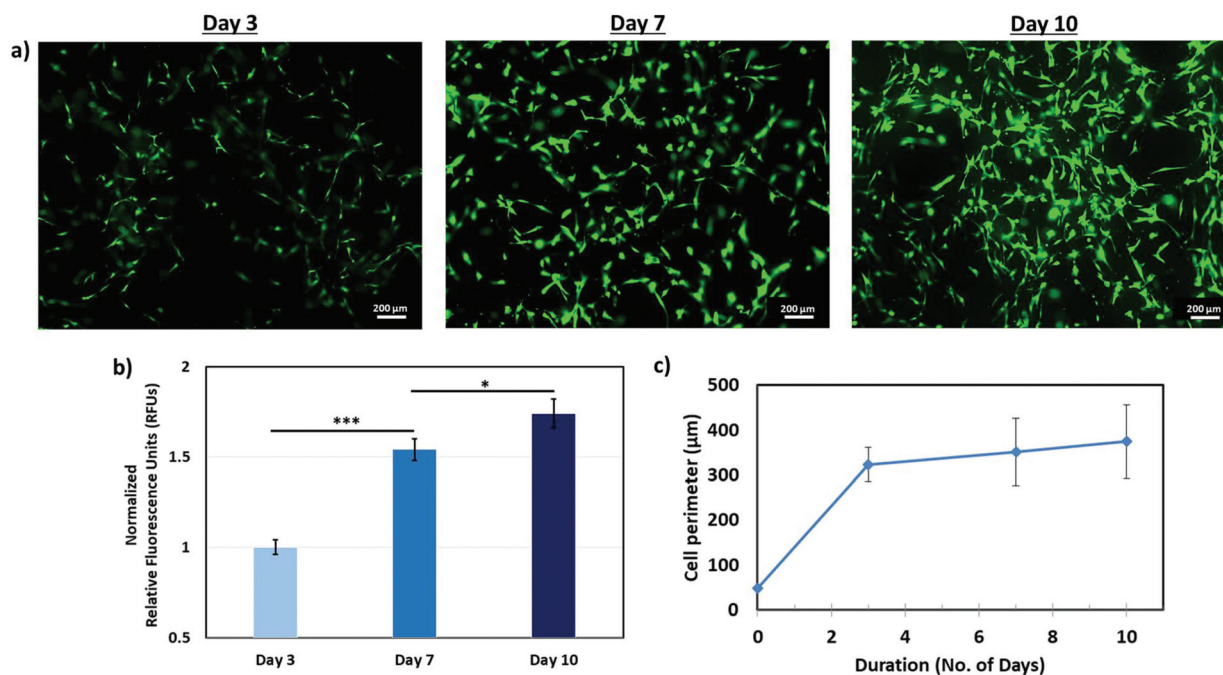 Day 3
Day 7
Day 10
a)
200 µm
200 µm
200 µm
b)
Normalized
Relative Fluorescence Units (RFUs)
2
1.5
1
0.5
***
*
Day 3
Day 7
Day 10
c)
Cell perimeter (µm)
500
400
300
200
100
0
0 2 4 6 8 10
Duration (No. of Days)